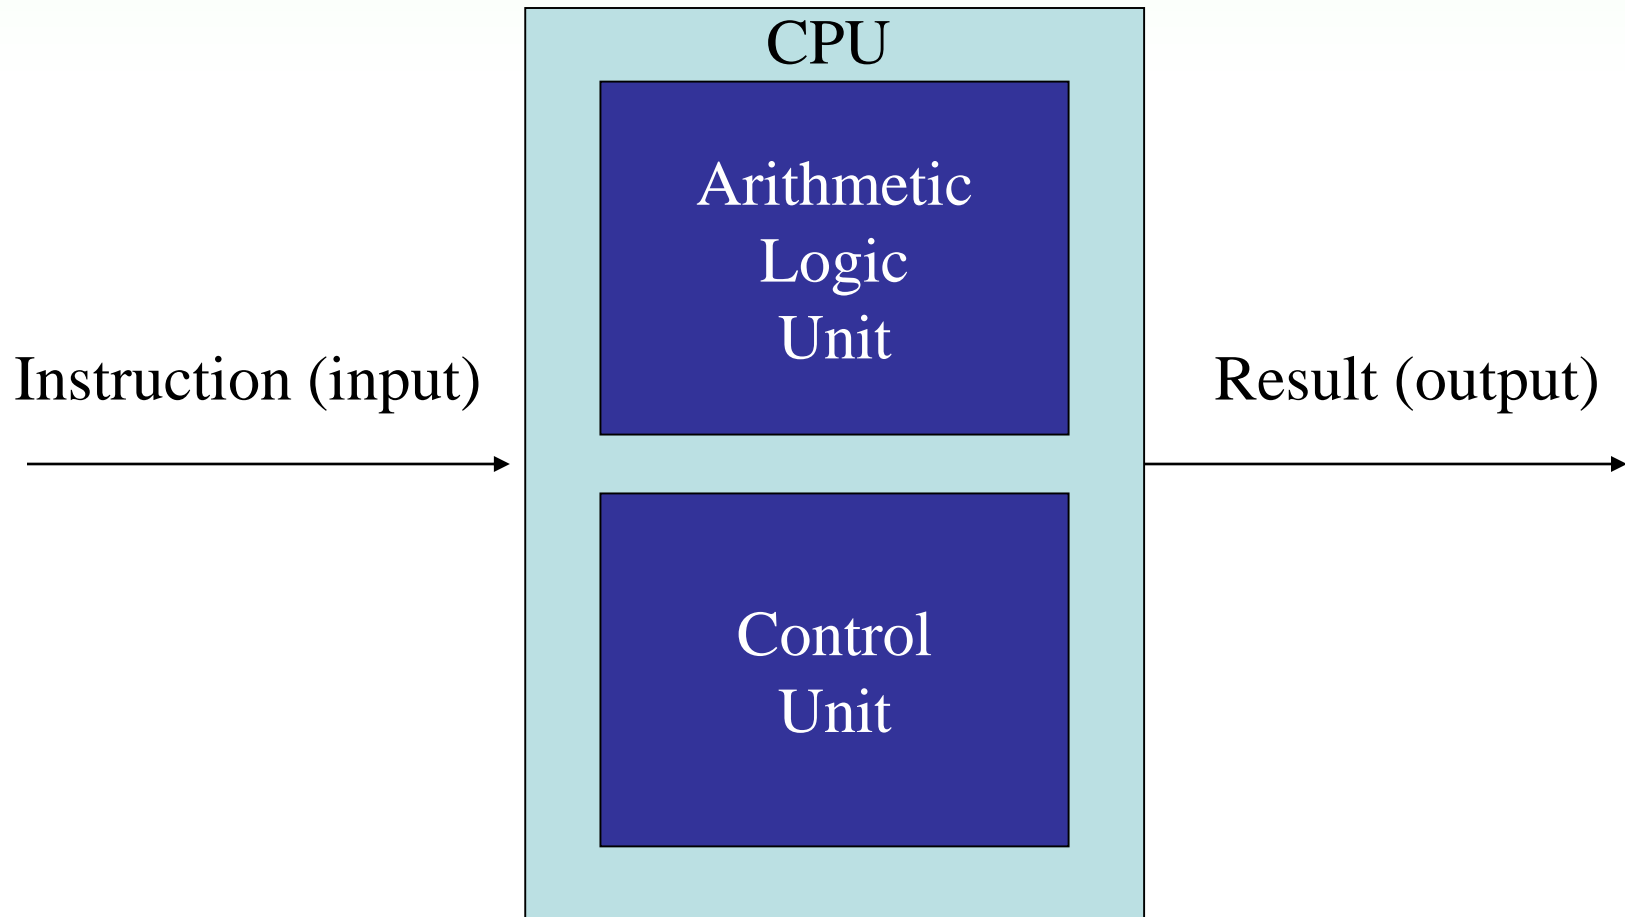 CPU
Arithmetic
Logic
Unit
Instruction (input)
Result (output)
Control
Unit